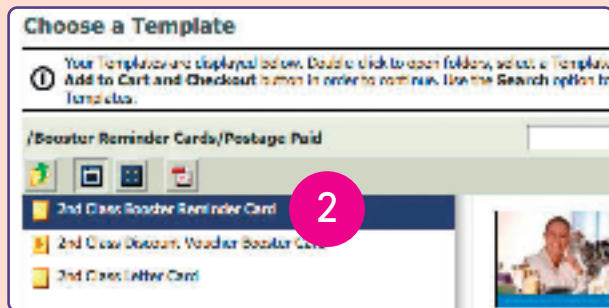 Choose a Template
Your Templates are displayed below. Double click to open folders, select a Template
Add to Cart and Checkout button in order to continue. Use the Search option to
Templates.
/Booster Reminder Cards/Postage Paid
2nd Class Booster Reminder Card
2
2nd Class Discount Voucher Booster Card
2nd Class Letter Card